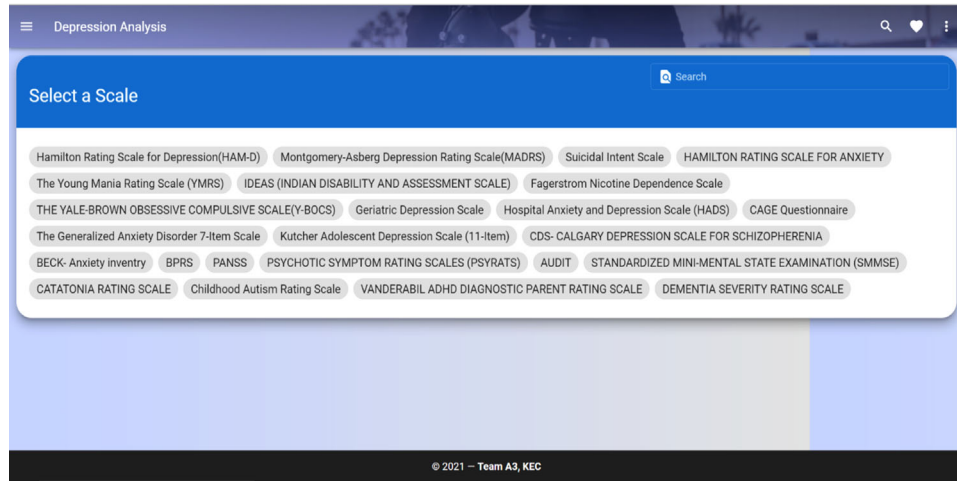 Depression Analysis
Search
Select a Scale
Hamilton Rating Scale for Depression(HAM-D) Montgomery-Asberg Depression Rating Scale(MADRS) Suicidal Intent Scale HAMILTON RATING SCALE FOR ANXIETY
The Young Mania Rating Scale (YMRS) IDEAS (INDIAN DISABILITY AND ASSESSMENT SCALE) Fagerstrom Nicotine Dependence Scale
THE YALE-BROWN OBSESSIVE COMPULSIVE SCALE(Y-BOCS) Geriatric Depression Scale Hospital Anxiety and Depression Scale (HADS) CAGE Questionnaire
The Generalized Anxiety Disorder 7-Item Scale Kutcher Adolescent Depression Scale (11-Item) CDS- CALGARY DEPRESSION SCALE FOR SCHIZOPHERENIA
BECK- Anxiety inventry BPRS PANSS PSYCHOTIC SYMPTOM RATING SCALES (PSYRATS) AUDIT STANDARDIZED MINI-MENTAL STATE EXAMINATION (SMMSE)
CATATONIA RATING SCALE Childhood Autism Rating Scale VANDERABIL ADHD DIAGNOSTIC PARENT RATING SCALE DEMENTIA SEVERITY RATING SCALE
© 2021 — Team A3, KEC